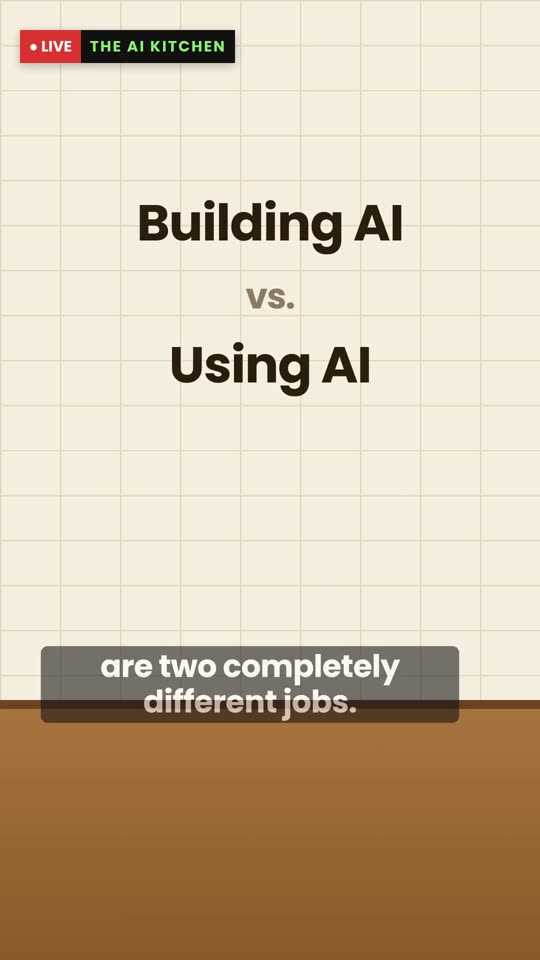 ● LIVE THE AI KITCHEN
Building AI
vs.
Using AI
are two completely
different jobs.